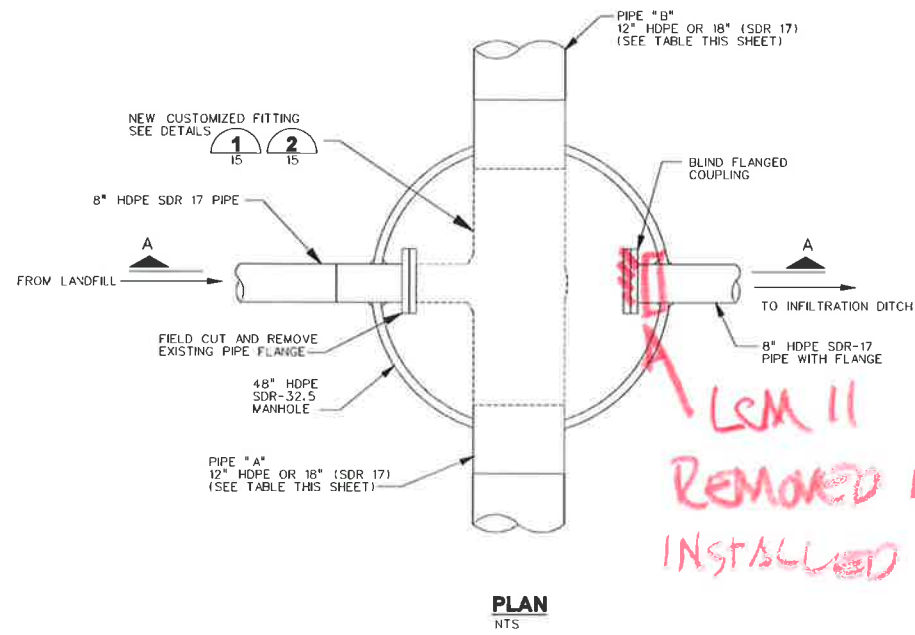 PIPE "B"
12" HDPE OR 18" (SDR 17)
(SEE TABLE THIS SHEET)
NEW CUSTOMIZED FITTING
SEE DETAILS
1
15
2
15
BLIND FLANGED
COUPLING
8" HDPE SDR 17 PIPE
A
A
FROM LANDFILL
TO INFILTRATION DITCH
FIELD CUT AND REMOVE
EXISTING PIPE FLANGE
8" HDPE SDR-17
PIPE WITH FLANGE
48" HDPE
SDR-32.5
MANHOLE
LSM 11
REMOVED
INSTALLED
PIPE "A"
12" HDPE OR 18" (SDR 17)
(SEE TABLE THIS SHEET)
PLAN
NTS